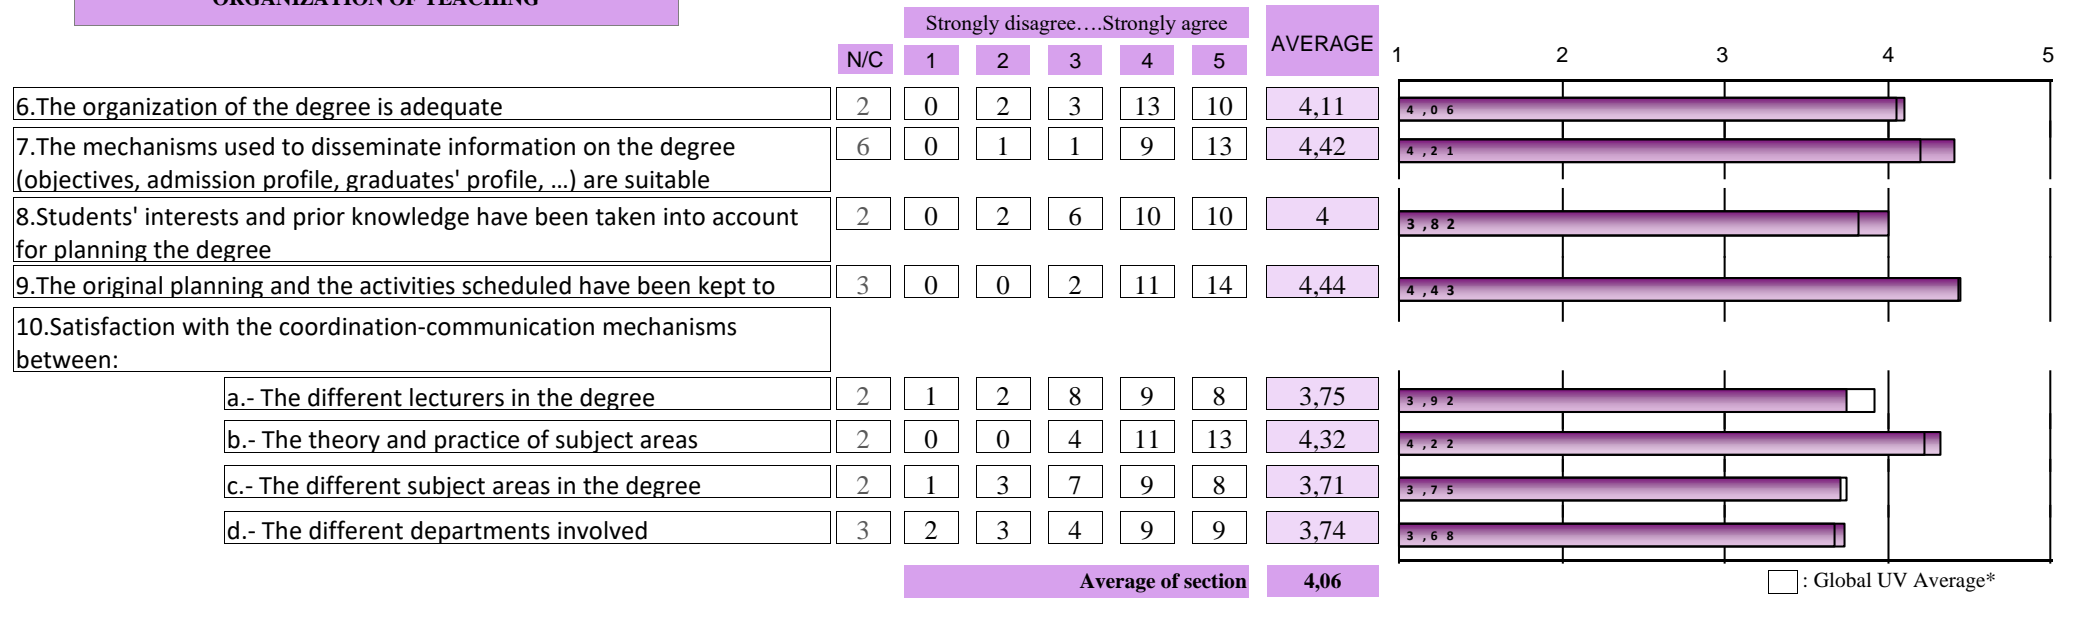 ORGANIZATION OF TEACHING
Strongly disagree….Strongly agree
AVERAGE
N/C 1 2 3 4 5
1 2 3 4 5
6.The organization of the degree is adequate 2 0 2 3 13 10 4,11 4,06
7.The mechanisms used to disseminate information on the degree 6 0 1 1 9 13 4,42 4,21
(objectives, admission profile, graduates' profile, ...) are suitable
8.Students' interests and prior knowledge have been taken into account 2 0 2 6 10 10 4 3,82
for planning the degree
9.The original planning and the activities scheduled have been kept to 3 0 0 2 11 14 4,44 4,43
10.Satisfaction with the coordination-communication mechanisms
between:
a.- The different lecturers in the degree 2 1 2 8 9 8 3,75 3,92
b.- The theory and practice of subject areas 2 0 0 4 11 13 4,32 4,22
c.- The different subject areas in the degree 2 1 3 7 9 8 3,71 3,75
d.- The different departments involved 3 2 3 4 9 9 3,74 3,68
Average of section 4,06
: Global UV Average*